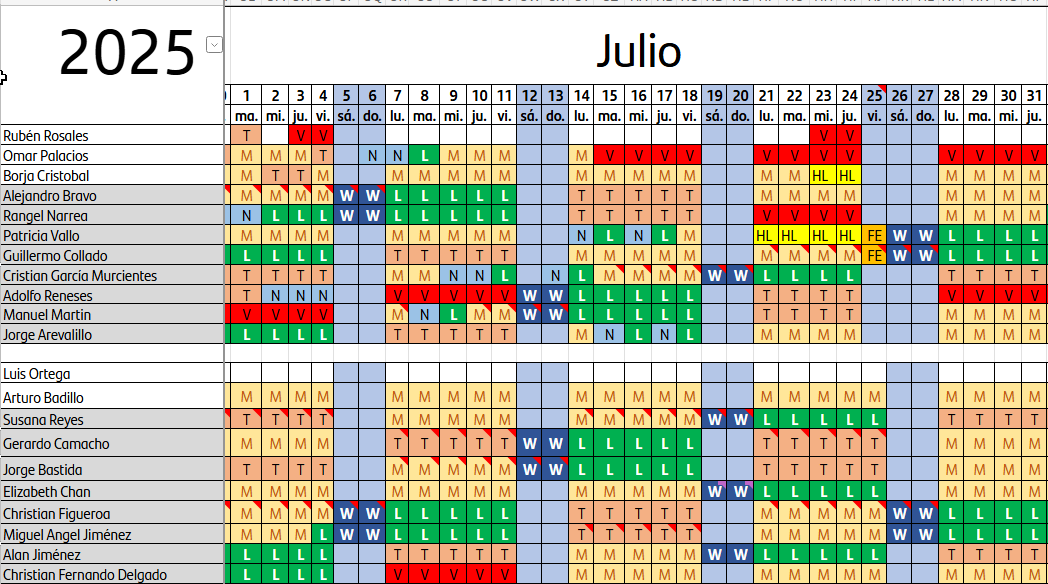 2025
Julio
1 2 3 4 5 6 7 8 9 10 11 12 13 14 15 16 17 18 19 20 21 22 23 24 25 26 27 28 29 30 31
ma. mi. ju. vi. sá. do. lu. ma. mi. ju. vi. sá. do. lu. ma. mi. ju. vi. sá. do. lu. ma. mi. ju. vi. sá. do. lu. ma. mi. ju.
Rubén Rosales T V V V V
Omar Palacios M M M T N N L M M M M V V V V V V V V V V V V
Borja Cristobal M T T M M M M M M M M M M M M M HL HL M M M M
Alejandro Bravo M M M M W W L L L L L T T T T T M M M M M M M M
Rangel Narrea N L L L W W L L L L L T T T T T V V V V M M M M
Patricia Vallo M M M M M M M M M N L N L M HL HL HL HL FE W W L L L L
Guillermo Collado L L L L T T T T T M M M M M M M M M FE W W L L L L
Cristian García Murcientes T T T T M M N N L N L M M M M W W L L L L T T T T
Adolfo Reneses T N N N V V V V V W W L L L L L T T T T V V V V
Manuel Martin V V V V M N L M M W W L L L L L T T T T M M M M
Jorge Arevalillo L L L L T T T T T M N L N L M M M M M M M M
Luis Ortega
Arturo Badillo M M M M M M M M M M M M M M M M M M M M M M M
Susana Reyes T T T T M M M M M M M M M M W W L L L L L T T T T
Gerardo Camacho M M M M T T T T T W W L L L L L T T T T T M M M M
Jorge Bastida T T T T M M M M M W W L L L L L T T T T T M M M M
Elizabeth Chan M M M M M M M M M M M M M M W W L L L L L M M M M
Christian Figueroa M M M M W W L L L L L T T T T T M M M M M W W L L L L
Miguel Angel Jiménez M M M L W W L L L L L T T T T T M M M M M W W L L L L
Alan Jiménez L L L L T T T T T M M M M M W W L L L L L T T T T
Christian Fernando Delgado L L L L V V V V V M M M M M M M M M M M M M M